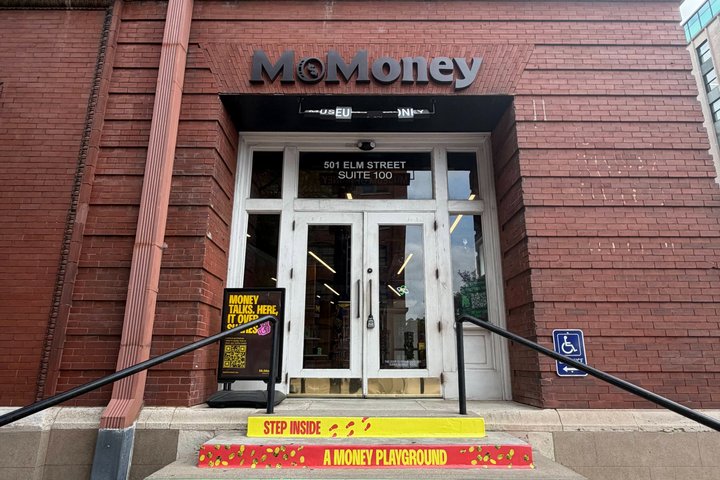 MoMoney
501 ELM STREET
SUITE 100
MONEY
TALKS. HERE,
IT OVER
STEP INSIDE
A MONEY PLAYGROUND